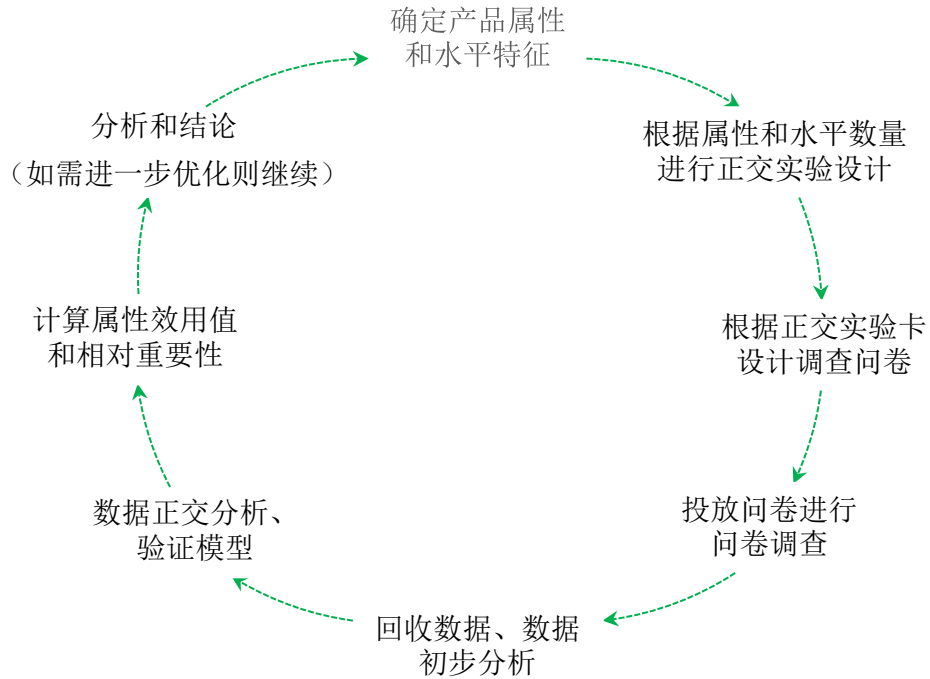 确定产品属性
和水平特征
根据属性和水平数量
进行正交实验设计
根据正交实验卡
设计调查问卷
投放问卷进行
问卷调查
回收数据、数据
初步分析
数据正交分析、
验证模型
计算属性效用值
和相对重要性
分析和结论
（如需进一步优化则继续）